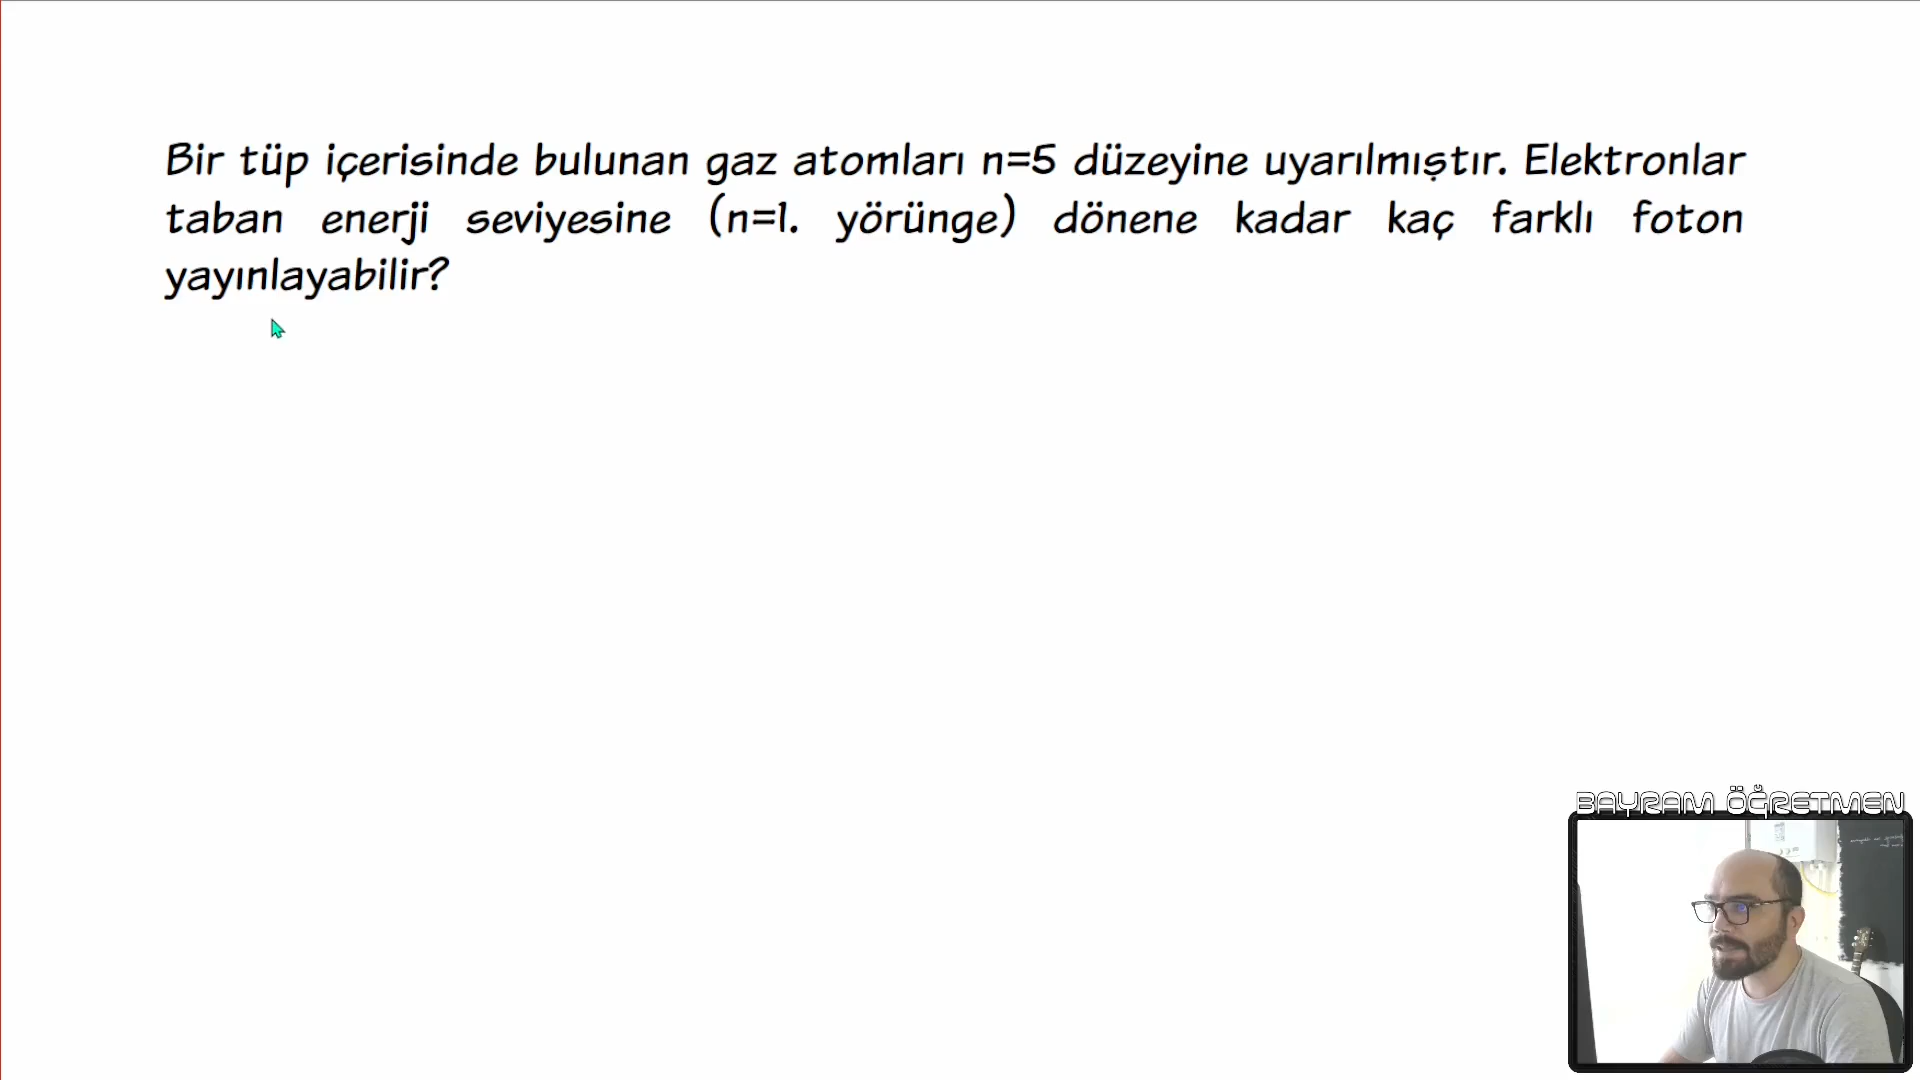 Bir tüp içerisinde bulunan gaz atomları n=5 düzeyine uyarılmıştır. Elektronlar
taban enerji seviyesine (n=1. yörünge) dönene kadar kaç farklı foton
yayınlayabilir?
BAYRAM ÖĞRETMEN